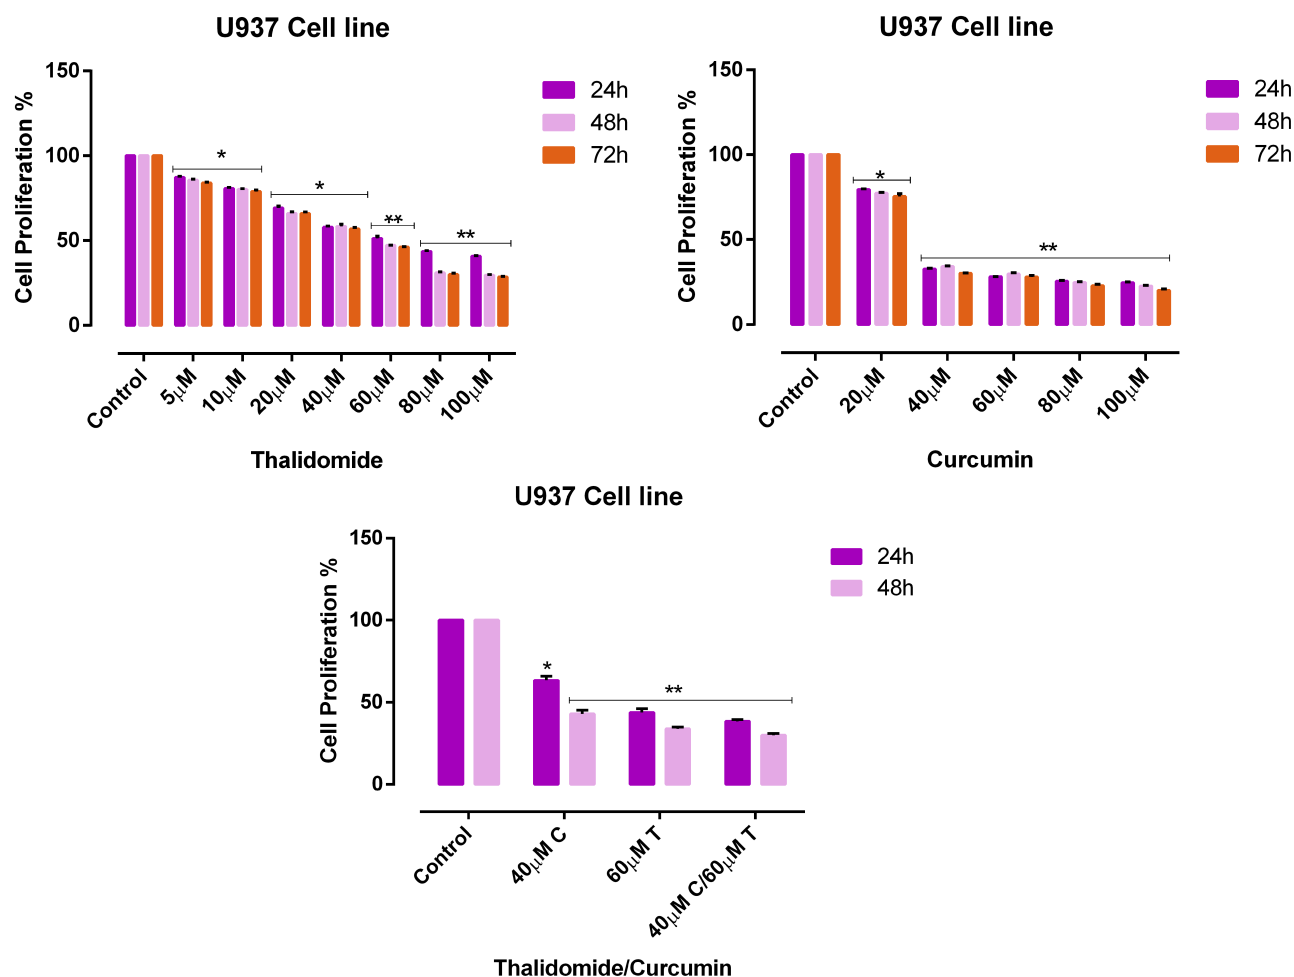 U937 Cell line
Cell Proliferation %
150
100
50
0
24h
48h
72h
*
*
**
**
Control
5μM
10μM
20μM
40μM
60μM
80μM
100μM
Thalidomide
U937 Cell line
Cell Proliferation %
150
100
50
0
24h
48h
72h
*
**
Control
20μM
40μM
60μM
80μM
100μM
Curcumin
U937 Cell line
Cell Proliferation %
150
100
50
0
24h
48h
*
**
Control
40μM C
60μM T
40μM C/60μM T
Thalidomide/Curcumin